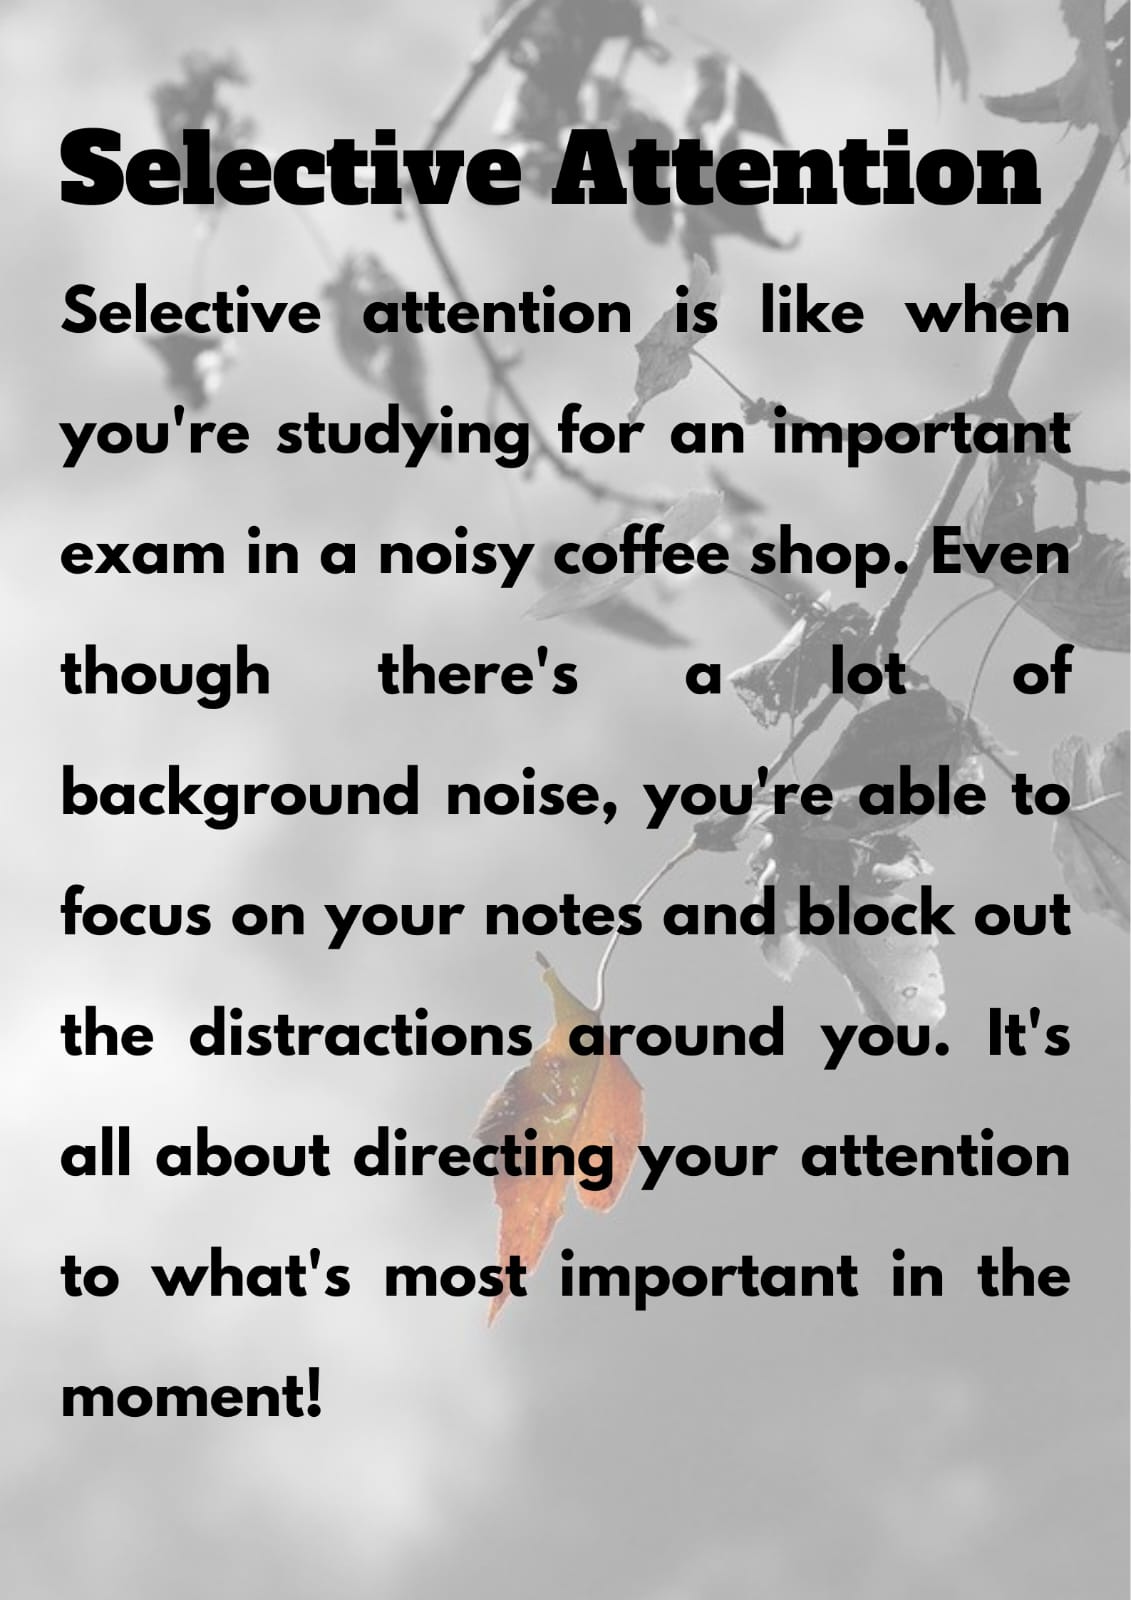 Selective Attention
Selective attention is like when
you're studying for an important
exam in a noisy coffee shop. Even
though there's a lot of
background noise, you're able to
focus on your notes and block out
the distractions around you. It's
all about directing your attention
to what's most important in the
moment!